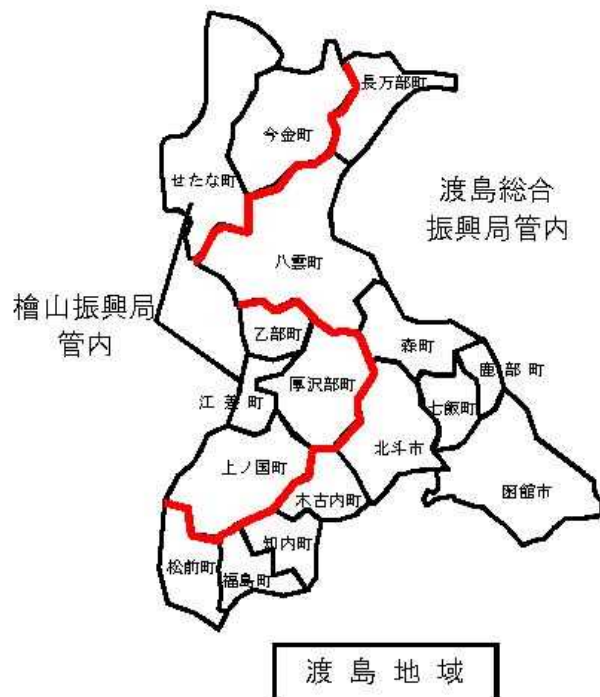 長万部町
今金町
せたな町
渡島総合
振興局管内
八雲町
檜山振興局
管内
乙部町
森町
鹿部町
厚沢部町
江差町
七飯町
北斗市
上ノ国町
函館市
木古内町
知内町
松前町
福島町
渡島地域